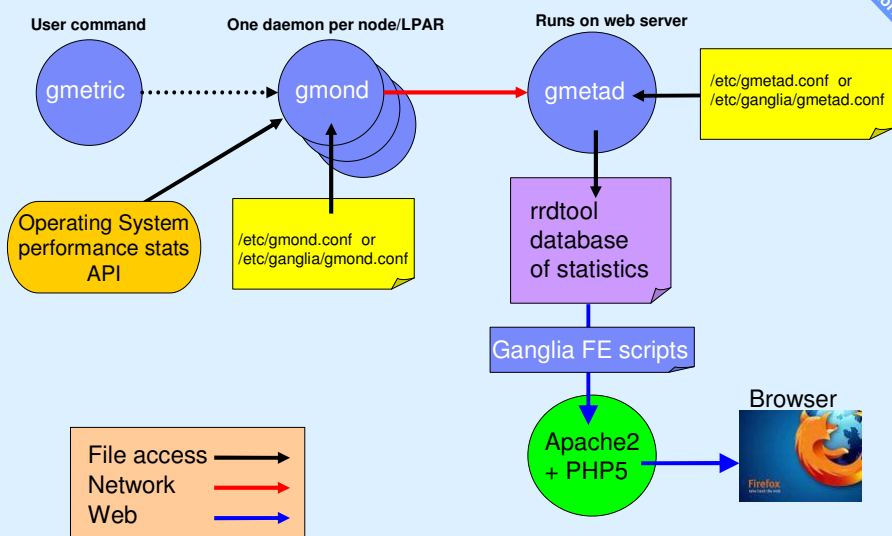 User command
One daemon per node/LPAR
Runs on web server
gmetric
gmond
gmetad
/etc/gmetad.conf or
/etc/ganglia/gmetad.conf
Operating System
performance stats
API
/etc/gmond.conf or
/etc/ganglia/gmond.conf
rrdtool
database
of statistics
Ganglia FE scripts
Apache2
+ PHP5
Browser
Firefox
File access
Network
Web